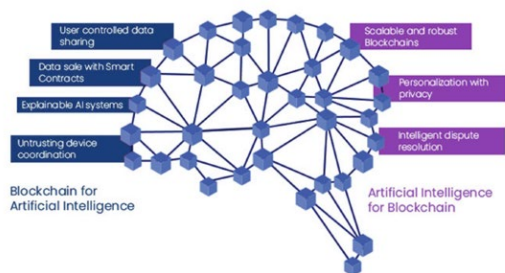 User controlled data
sharing
Data sale with Smart
Contracts
Explainable AI systems
Untrusting device
coordination
Blockchain for
Artificial Intelligence
Scalable and robust
Blockchains
Personalization with
privacy
Intelligent dispute
resolution
Artificial Intelligence
for Blockchain